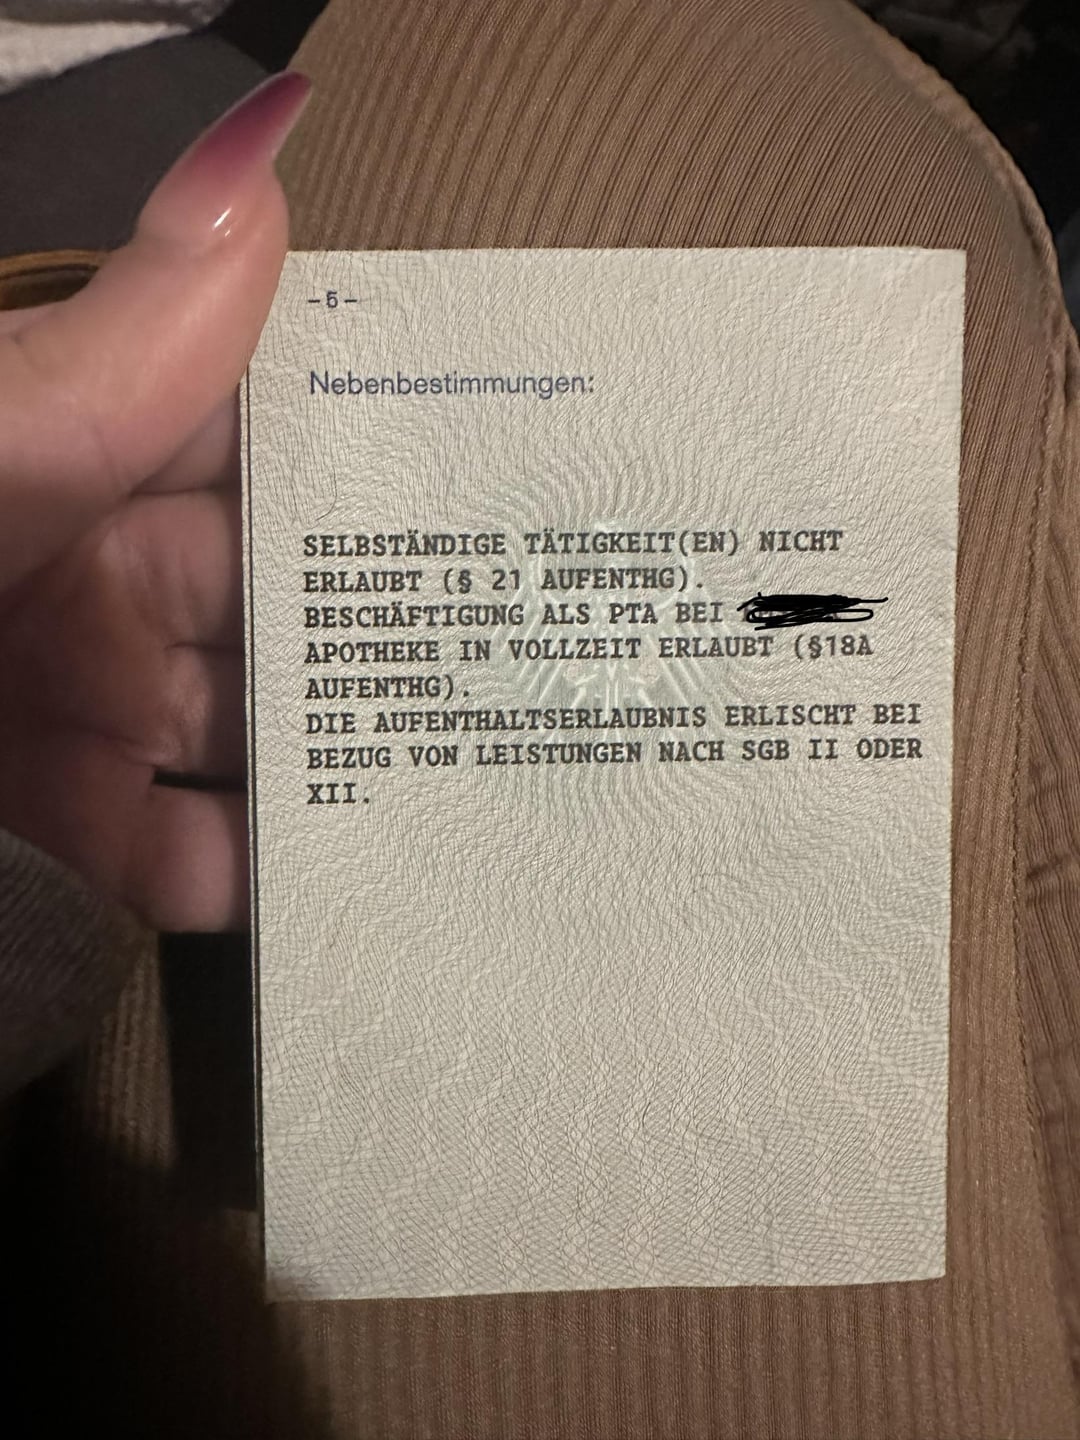 -5-
Nebenbestimmungen:
SELBSTÄNDIGE TÄTIGKEIT(EN) NICHT
ERLAUBT (§ 21 AUFENTHG).
BESCHÄFTIGUNG ALS PTA BEI
APOTHEKE IN VOLLZEIT ERLAUBT (§18A
AUFENTHG).
DIE AUFENTHALTSERLAUBNIS ERLISCHT BEI
BEZUG VON LEISTUNGEN NACH SGB II ODER
XII.